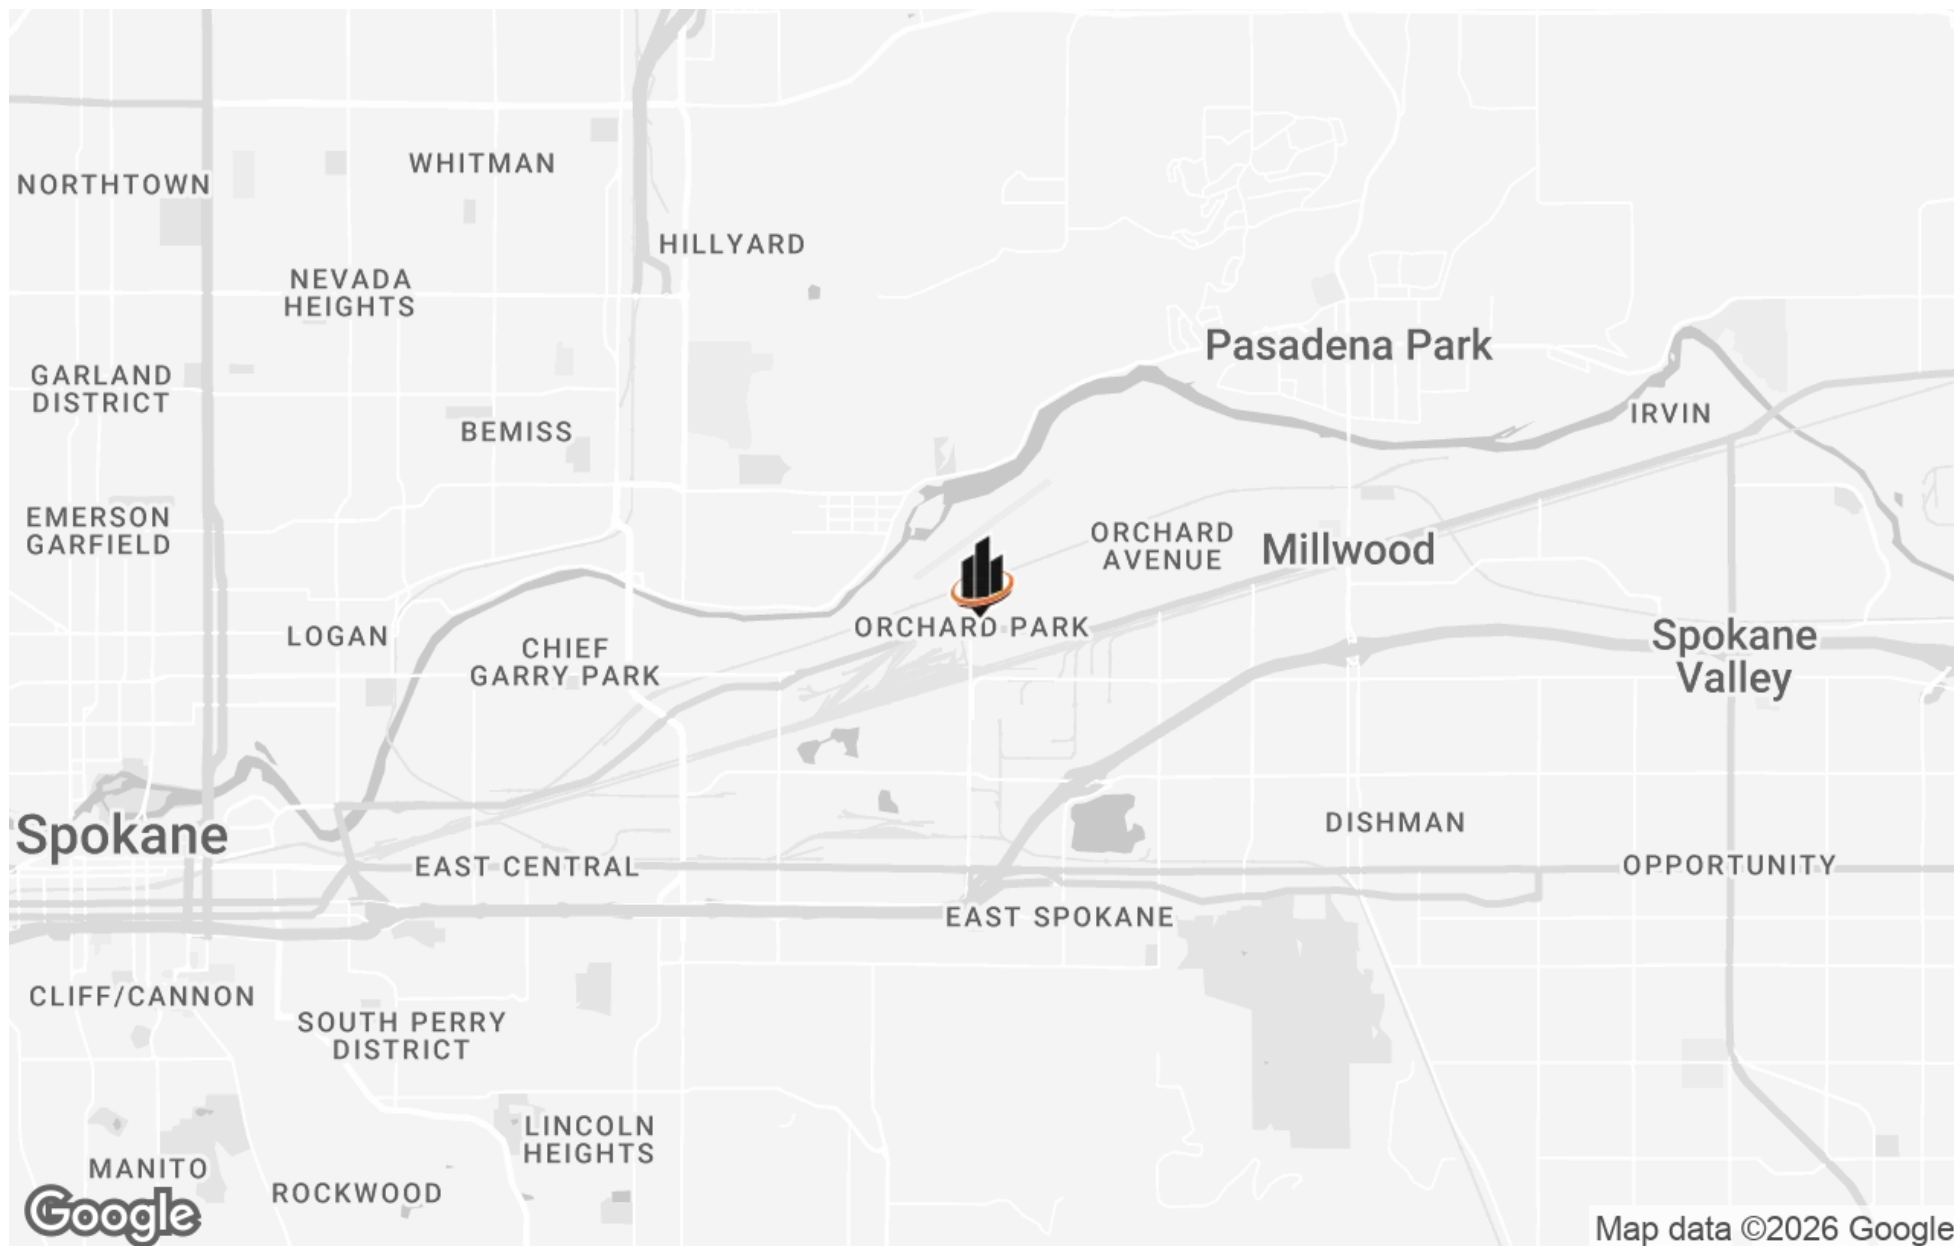 WHITMAN
NORTHTOWN
HILLYARD
NEVADA
HEIGHTS
Pasadena Park
GARLAND
DISTRICT
IRVIN
BEMISS
EMERSON
GARFIELD
ORCHARD
AVENUE
Millwood
ORCHARD PARK
LOGAN
CHIEF
GARRY PARK
Spokane
Valley
Spokane
DISHMAN
EAST CENTRAL
OPPORTUNITY
EAST SPOKANE
CLIFF/CANNON
SOUTH PERRY
DISTRICT
LINCOLN
HEIGHTS
MANITO
ROCKWOOD
Google
Map data ©2026 Google